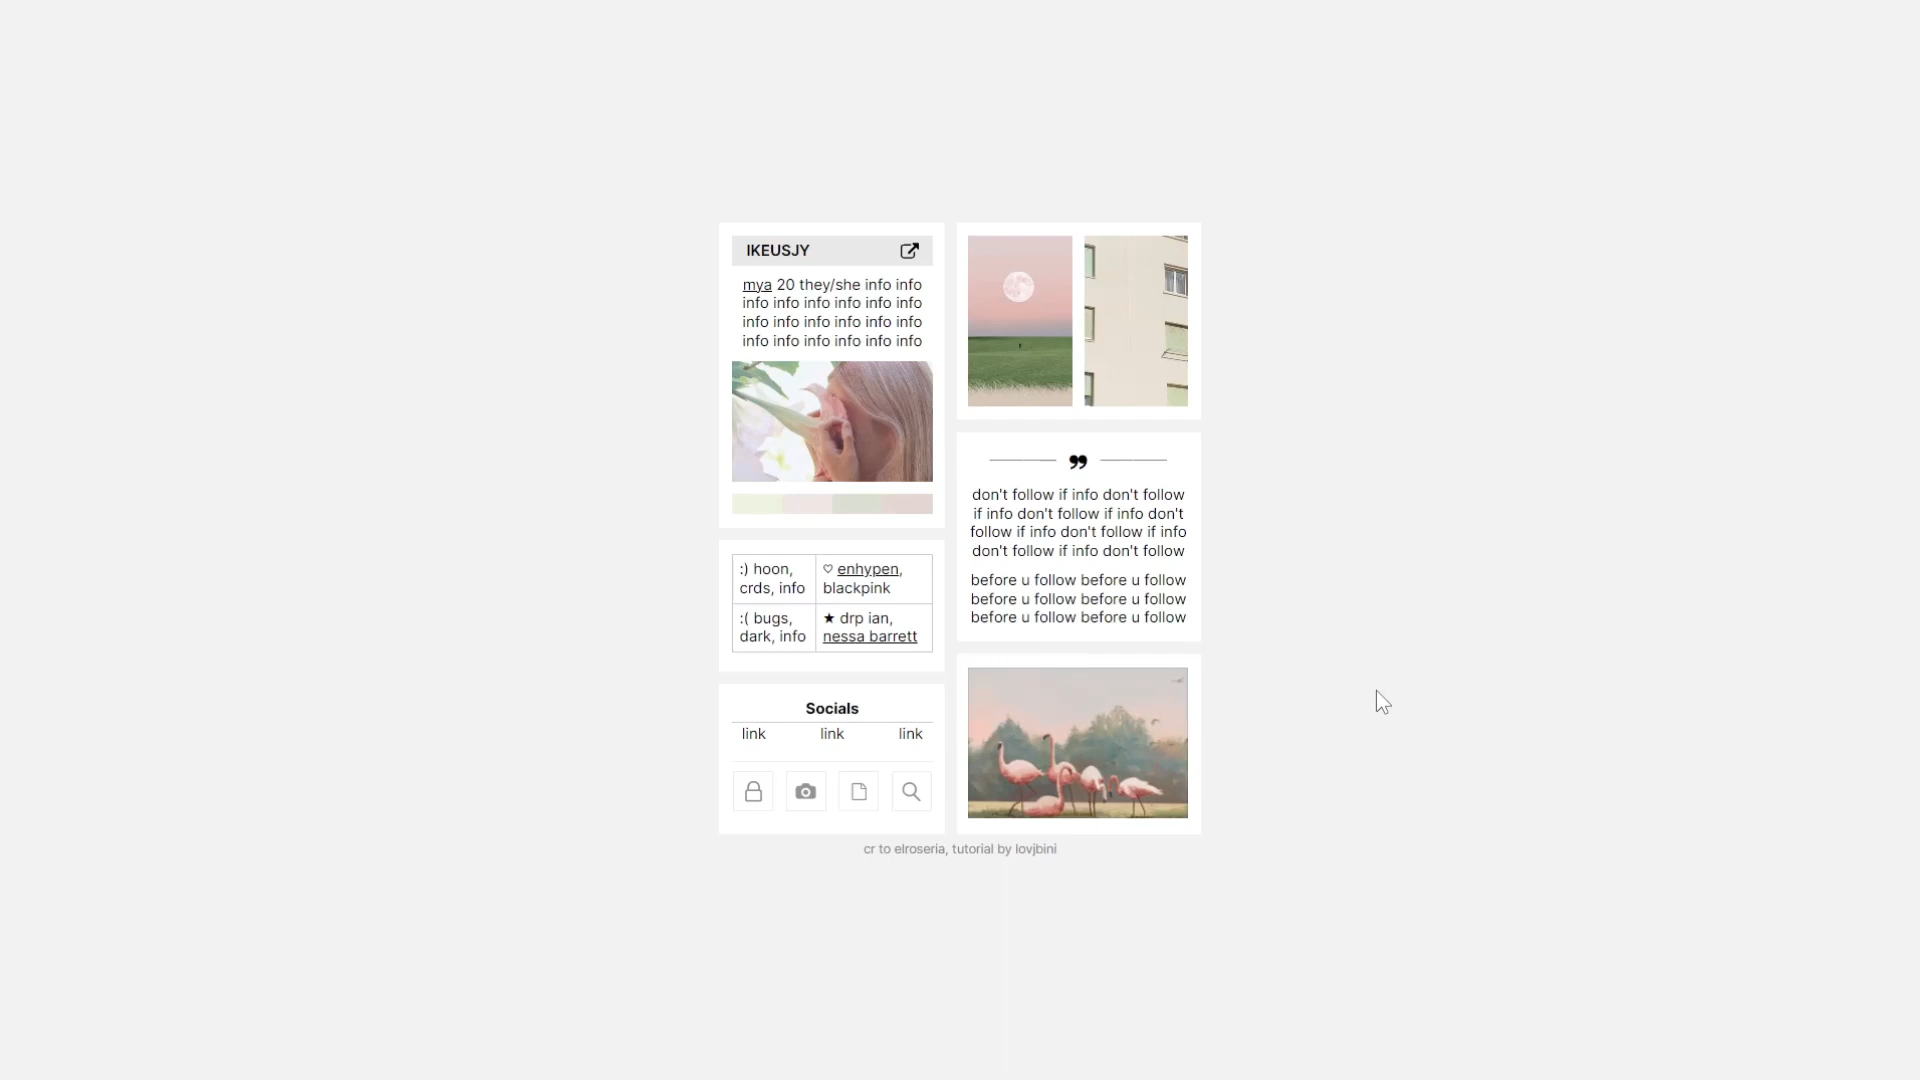 IKEUSJY
mya 20 they/she info info
info info info info info info
info info info info info info
info info info info info info
:) hoon,
crds, info
♡ enhypen,
blackpink
:( bugs,
dark, info
★ drp ian,
nessa barrett
Socials
link link link
❞
don't follow if info don't follow
if info don't follow if info don't
follow if info don't follow if info
don't follow if info don't follow
before u follow before u follow
before u follow before u follow
before u follow before u follow
cr to elroseria, tutorial by lovjbini